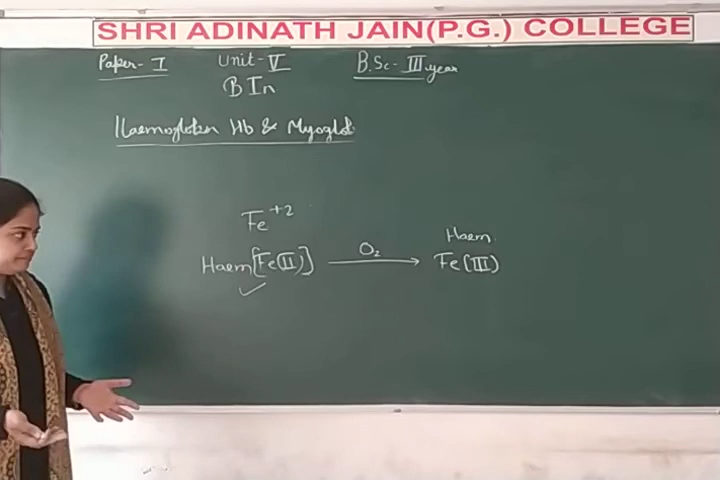 SHRI ADINATH JAIN(P.G.) COLLEGE
Paper- I Unit-V B.Sc- III year
B In
Haemoglobin Hb & Myoglob
Fe+2
Haem
Haem[Fe(II)] O2 Fe(III)